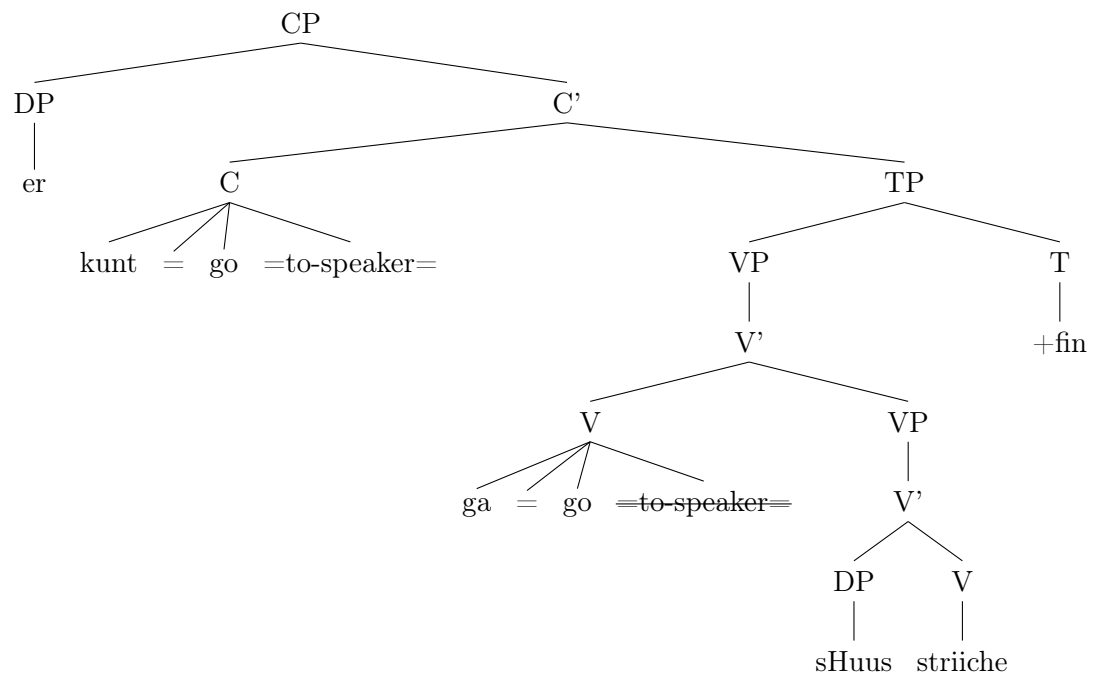 CP
DP C’
er C TP
kunt = go =to-speaker= VP T
V’ +fin
V VP
ga = go =to-speaker= V’
DP V
sHuus striiche